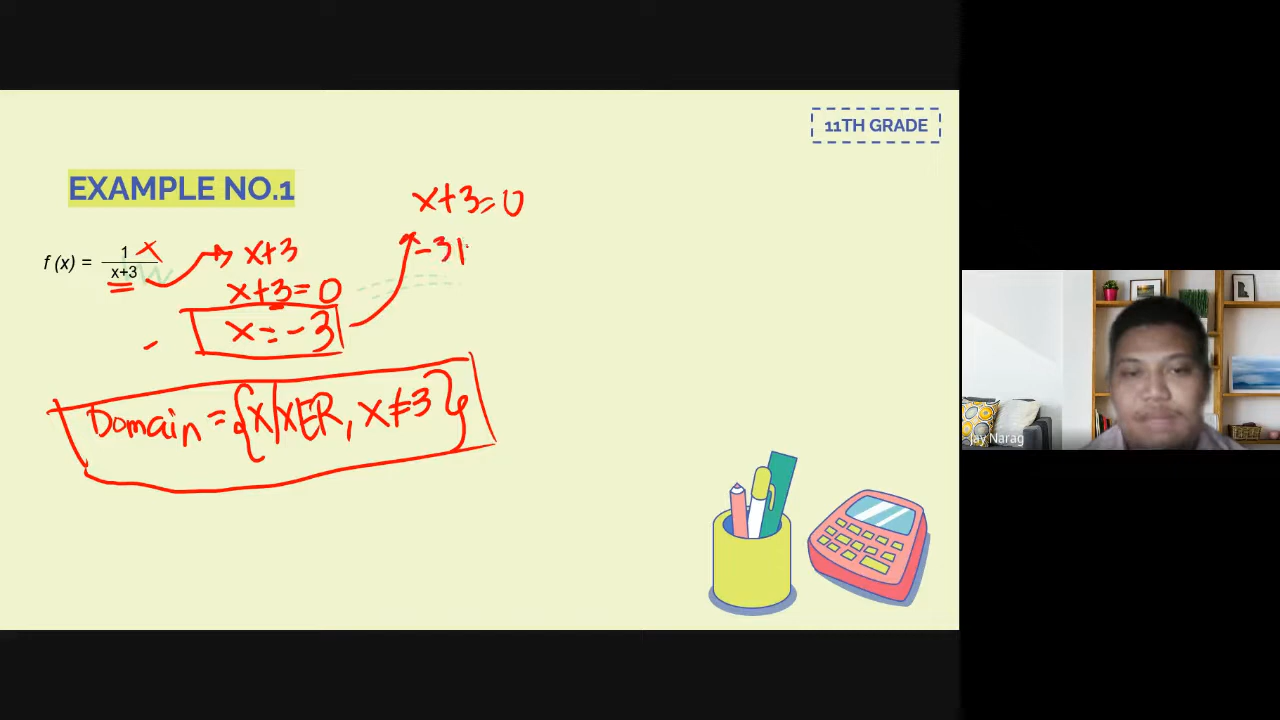 11TH GRADE
EXAMPLE NO.1
f (x) = 1 / x+3
x
x+3
x+3=0
x=-3
x+3=0
-3+
Domain = {x|x∈R, x≠3}
Jay Narag